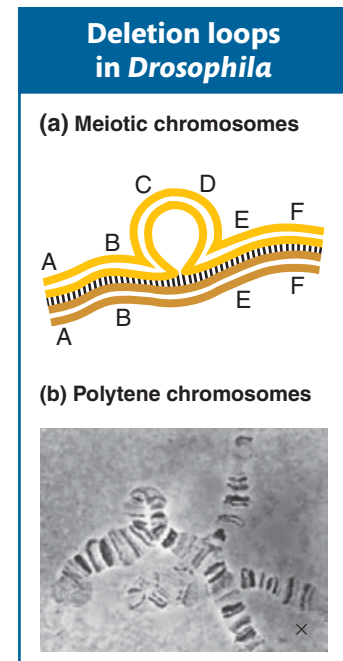 Deletion loops
in Drosophila
(a) Meiotic chromosomes
C D
E F
B
A
F
E
B
A
(b) Polytene chromosomes
×